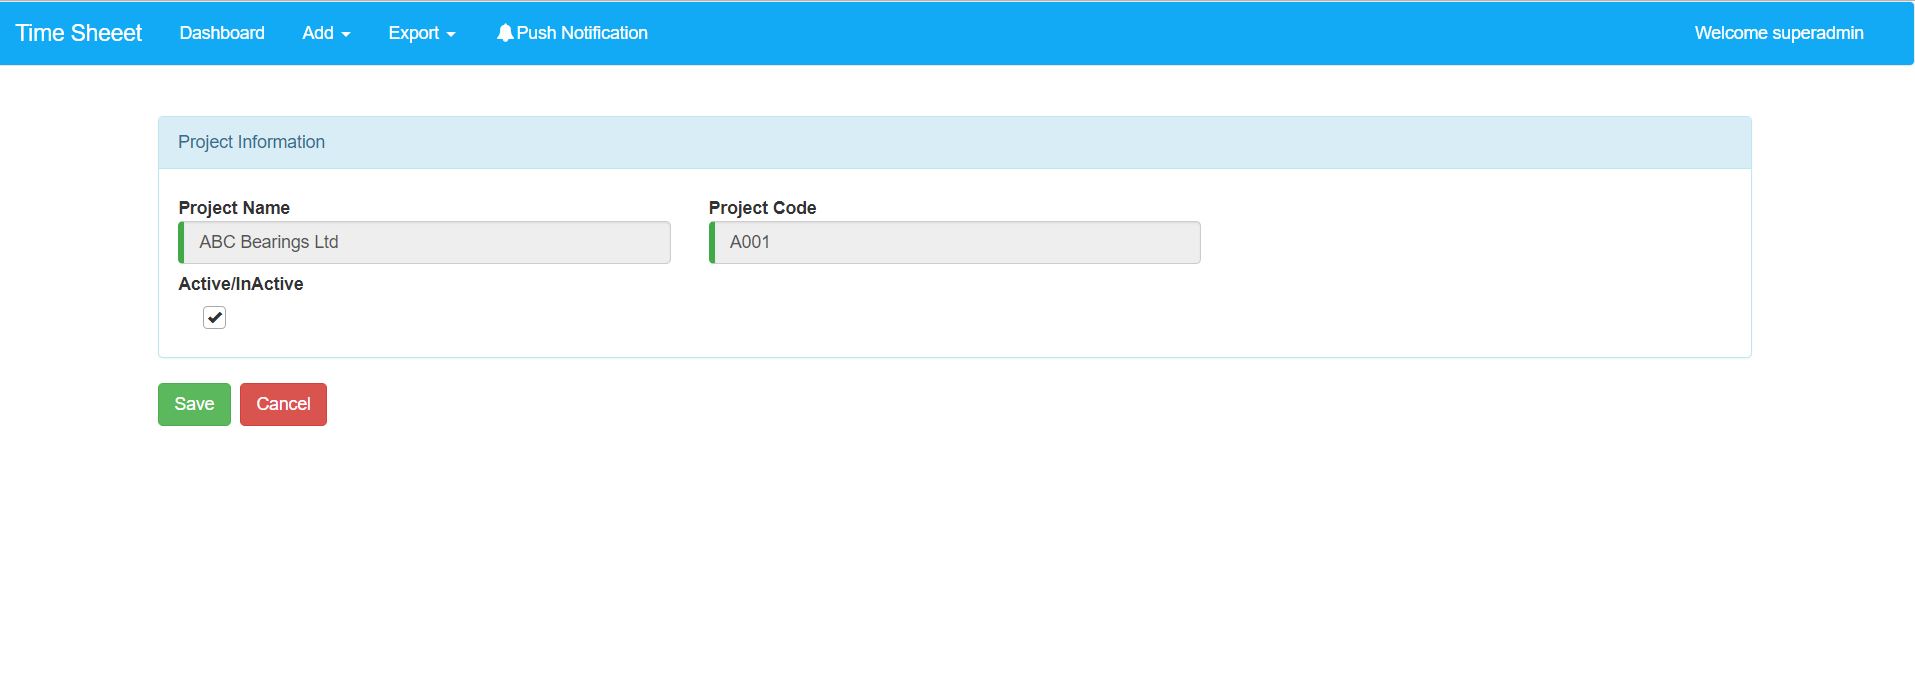 Time Sheeet Dashboard Add Export Push Notification Welcome superadmin
Project Information
Project Name Project Code
ABC Bearings Ltd A001
Active/InActive
Save Cancel